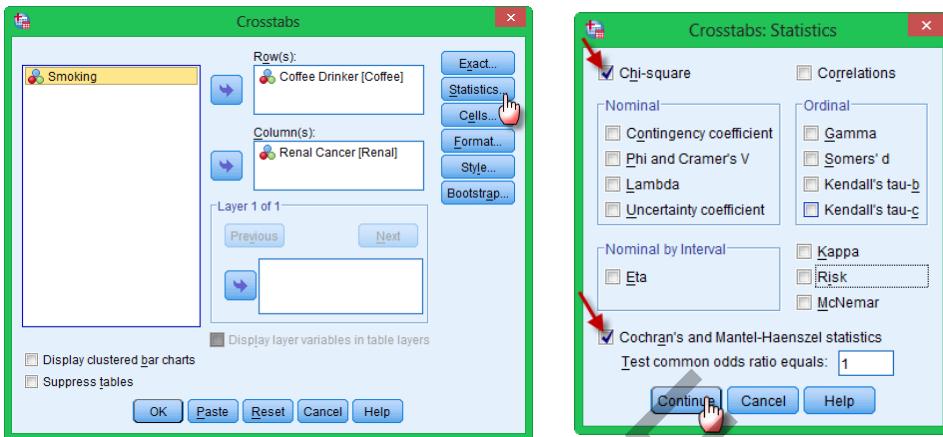 Crosstabs
Smoking
Row(s):
Coffee Drinker [Coffee]
Column(s):
Renal Cancer [Renal]
Layer 1 of 1
Previous
Next
Display layer variables in table layers
Display clustered bar charts
Suppress tables
OK
Paste
Reset
Cancel
Help
Exact...
Statistics...
Cells...
Format...
Style...
Bootstrap...
Crosstabs: Statistics
Chi-square
Correlations
Nominal
Contingency coefficient
Phi and Cramer's V
Lambda
Uncertainty coefficient
Ordinal
Gamma
Somers' d
Kendall's tau-b
Kendall's tau-c
Nominal by Interval
Eta
Kappa
Risk
McNemar
Cochran's and Mantel-Haenszel statistics
Test common odds ratio equals: 1
Continue
Cancel
Help